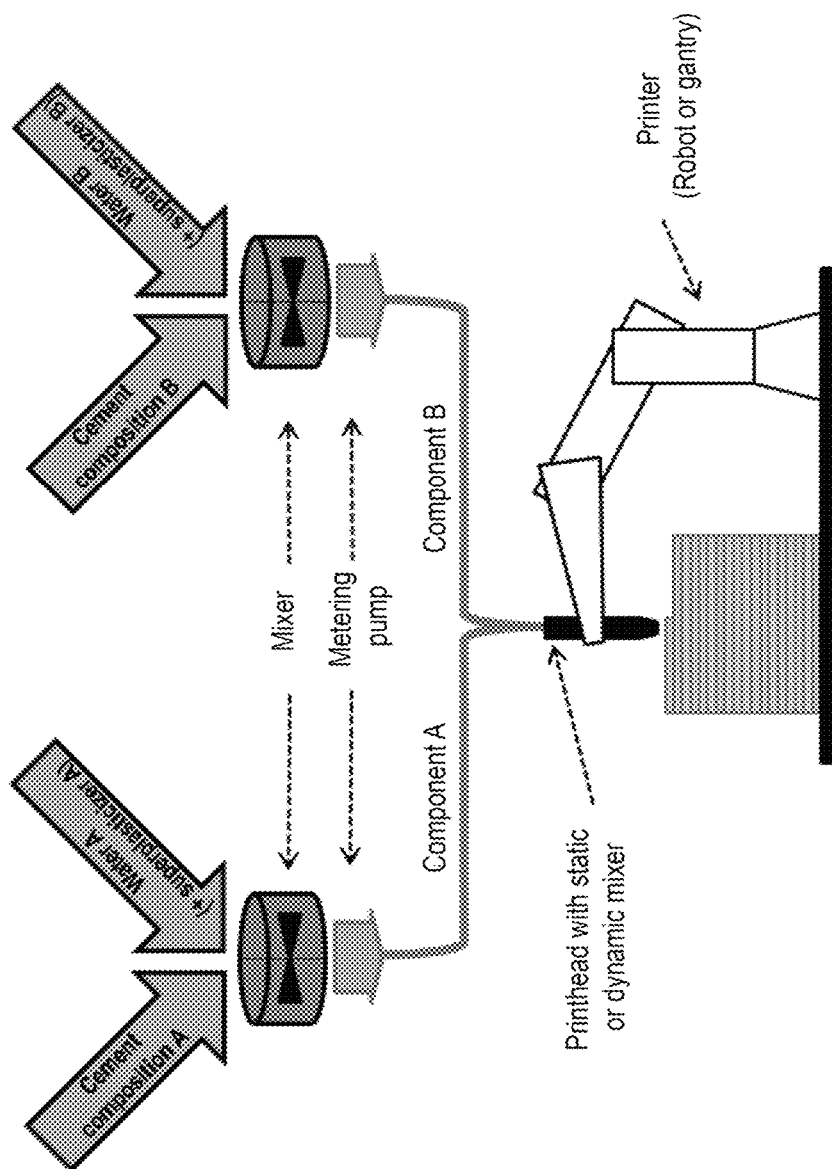 Cement
composition A
Water A
(+ superplasticizer A)
Cement
composition B
Water B
(+ superplasticizer B)
Mixer
Metering
pump
Component A
Component B
Printhead with static
or dynamic mixer
Printer
(Robot or gantry)